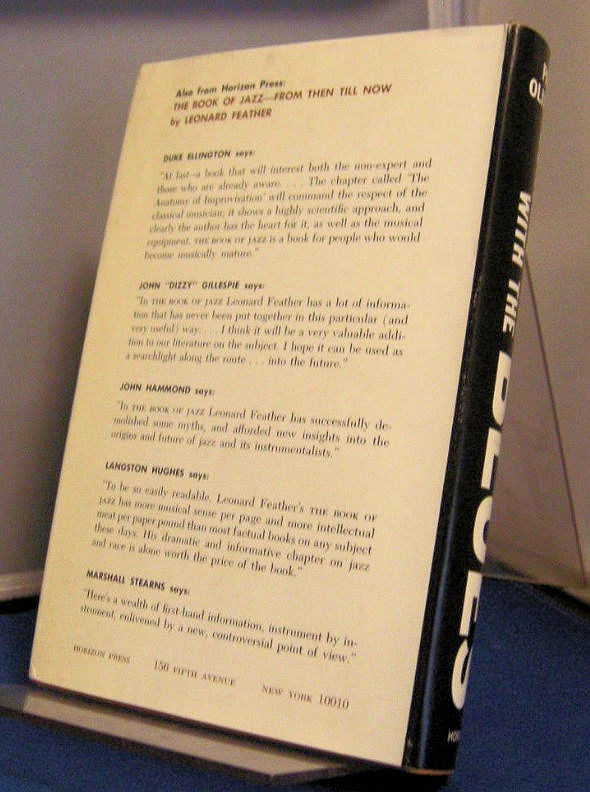 Also from Horizon Press:
THE BOOK OF JAZZ—FROM THEN TILL NOW
by LEONARD FEATHER
DUKE ELLINGTON says:
"At last—a book that will interest both the non-expert and
those who are already aware. . . . The chapter called 'The
Anatomy of Improvisation' will command the respect of the
classical musician; it shows a highly scientific approach, and
clearly the author has the heart for it, as well as the musical
equipment. THE BOOK OF JAZZ is a book for people who would
become musically mature."
JOHN "DIZZY" GILLESPIE says:
"In THE BOOK OF JAZZ Leonard Feather has a lot of informa-
tion that has never been put together in this particular (and
very useful) way. . . . I think it will be a very valuable addi-
tion to our literature on the subject. I hope it can be used as
a searchlight along the route . . . into the future."
JOHN HAMMOND says:
"In THE BOOK OF JAZZ Leonard Feather has successfully de-
molished some myths, and afforded new insights into the
origins and future of jazz and its instrumentalists."
LANGSTON HUGHES says:
"To be so easily readable, Leonard Feather's THE BOOK OF
JAZZ has more musical sense per page and more intellectual
meat per paper pound than most factual books on any subject
these days. His dramatic and informative chapter on jazz
and race is alone worth the price of the book."
MARSHALL STEARNS says:
"Here's a wealth of first-hand information, instrument by in-
strument, enlivened by a new, controversial point of view."
HORIZON PRESS 156 FIFTH AVENUE NEW YORK 10010
WITH THE BLUES